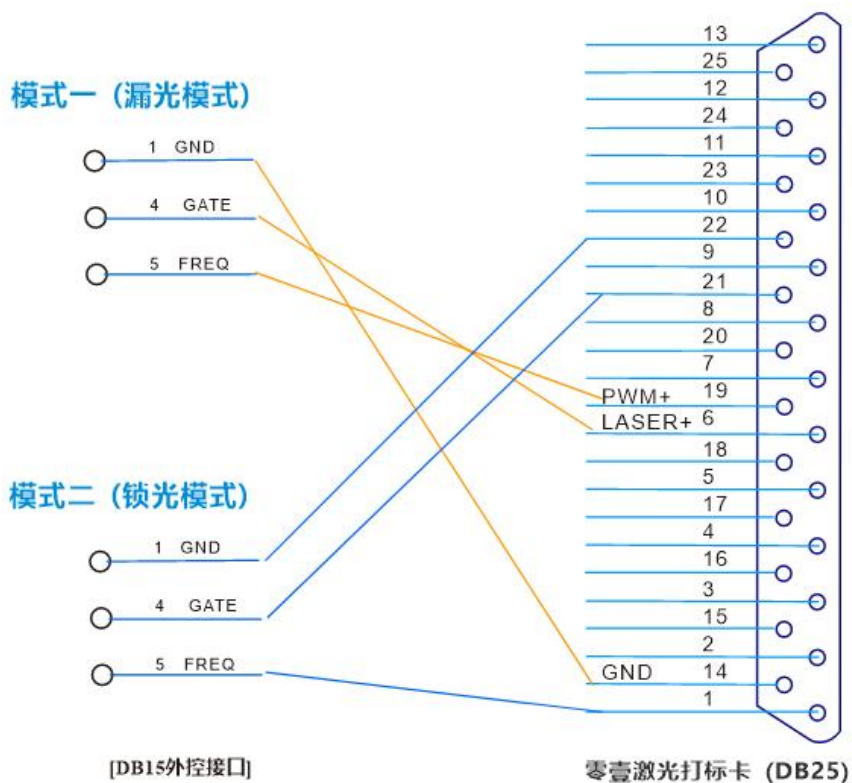 模式一（漏光模式）
1 GND
4 GATE
5 FREQ
模式二（锁光模式）
1 GND
4 GATE
5 FREQ
[DB15外控接口]
13
25
12
24
11
23
10
22
9
21
8
20
7
PWM+ 19
LASER+ 6
18
5
17
4
16
3
15
2
GND 14
1
零壹激光打标卡（DB25）